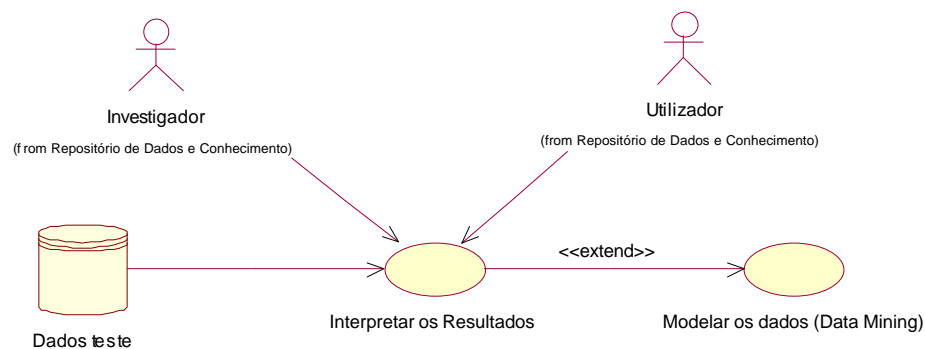 Investigador
(from Repositório de Dados e Conhecimento)
Utilizador
(from Repositório de Dados e Conhecimento)
<<extend>>
Dados teste
Interpretar os Resultados
Modelar os dados (Data Mining)